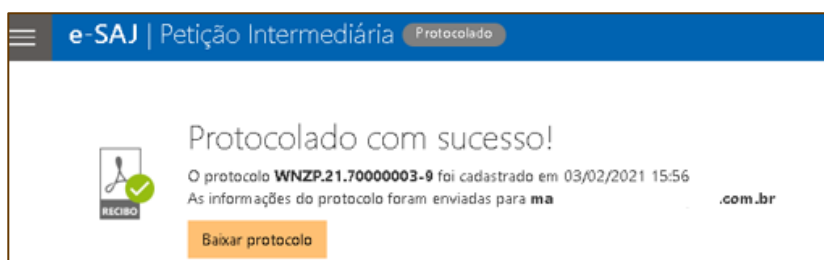 e-SAJ | Petição Intermediária Protocolado
Protocolado com sucesso!
O protocolo WNZP.21.70000003-9 foi cadastrado em 03/02/2021 15:56
As informações do protocolo foram enviadas para ma .com.br
RECIBO
Baixar protocolo